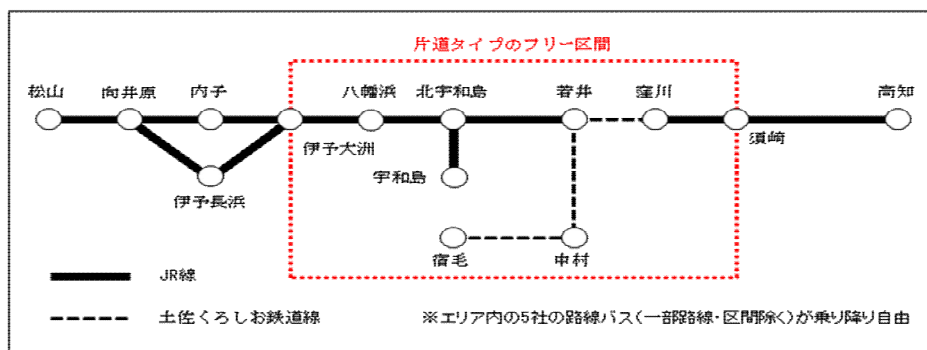 片道タイプのフリー区間
松山 向井原 内子 八幡浜 北宇和島 若井 窪川 高知
伊予大洲 須崎
伊予長浜 宇和島
宿毛 中村
JR線
土佐くろしお鉄道線 ※エリア内の5社の路線バス(一部路線・区間除く)が乗り降り自由